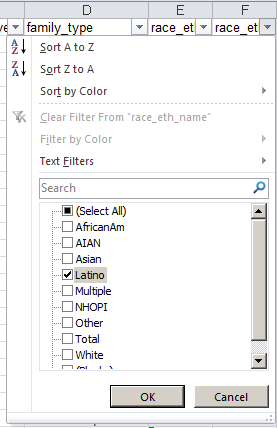 D E F
family_type race_et race_et
Sort A to Z
Sort Z to A
Sort by Color
Clear Filter From "race_eth_name"
Filter by Color
Text Filters
Search
(Select All)
AfricanAm
AIAN
Asian
Latino
Multiple
NHOPI
Other
Total
White
OK Cancel